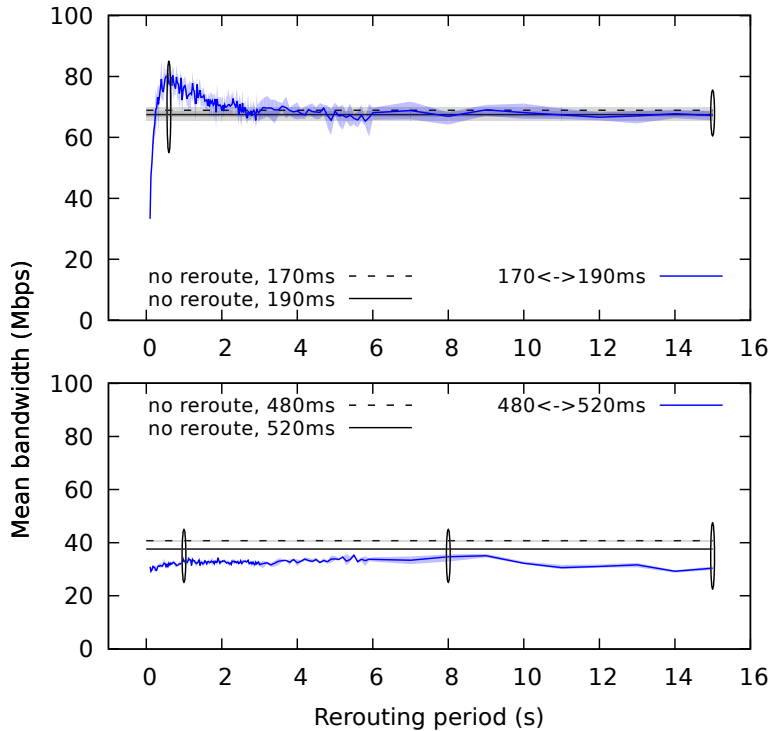 100
80
60
40
20
0
no reroute, 170ms
no reroute, 190ms
170<->190ms
0 2 4 6 8 10 12 14 16
Mean bandwidth (Mbps)
100
80
60
40
20
0
no reroute, 480ms
no reroute, 520ms
480<->520ms
0 2 4 6 8 10 12 14 16
Rerouting period (s)